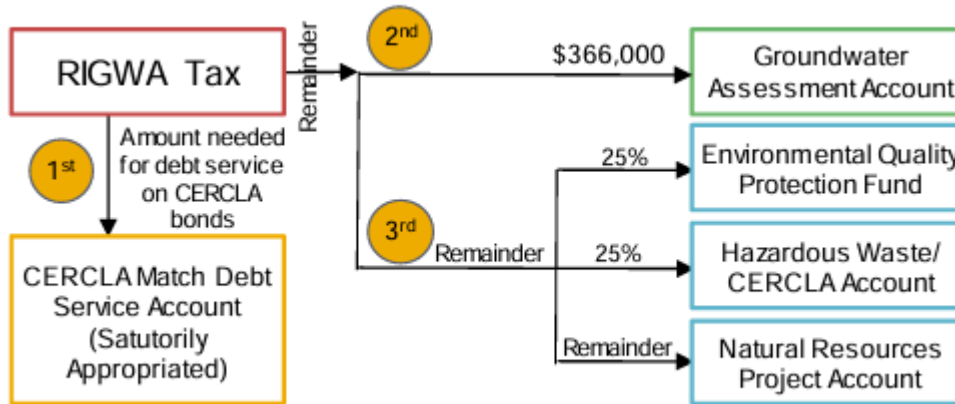 RIGWA Tax
Remainder
2nd
$366,000
Groundwater
Assessment Account
1st
Amount needed
for debt service
on CERCLA
bonds
25%
Environmental Quality
Protection Fund
3rd
Remainder
25%
Hazardous Waste/
CERCLA Account
CERCLA Match Debt
Service Account
(Satutorily
Appropriated)
Remainder
Natural Resources
Project Account